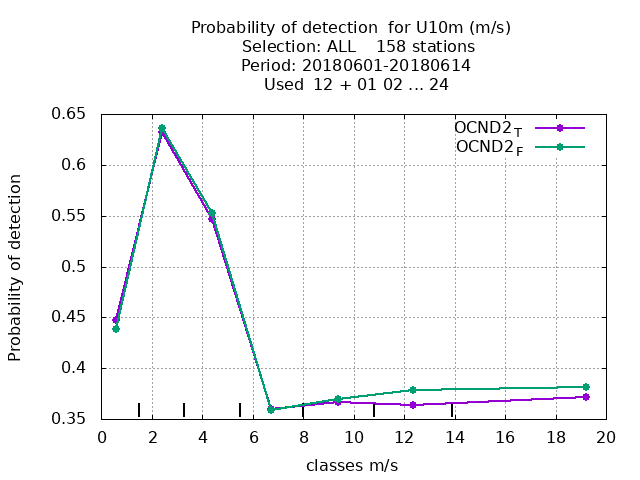 Probability of detection  for U10m (m/s)
Selection: ALL    158 stations
Period: 20180601-20180614
Used  12 + 01 02 ... 24
OCND2_T
OCND2_F
Probability of detection
0.65
0.6
0.55
0.5
0.45
0.4
0.35
0 2 4 6 8 10 12 14 16 18 20
classes m/s